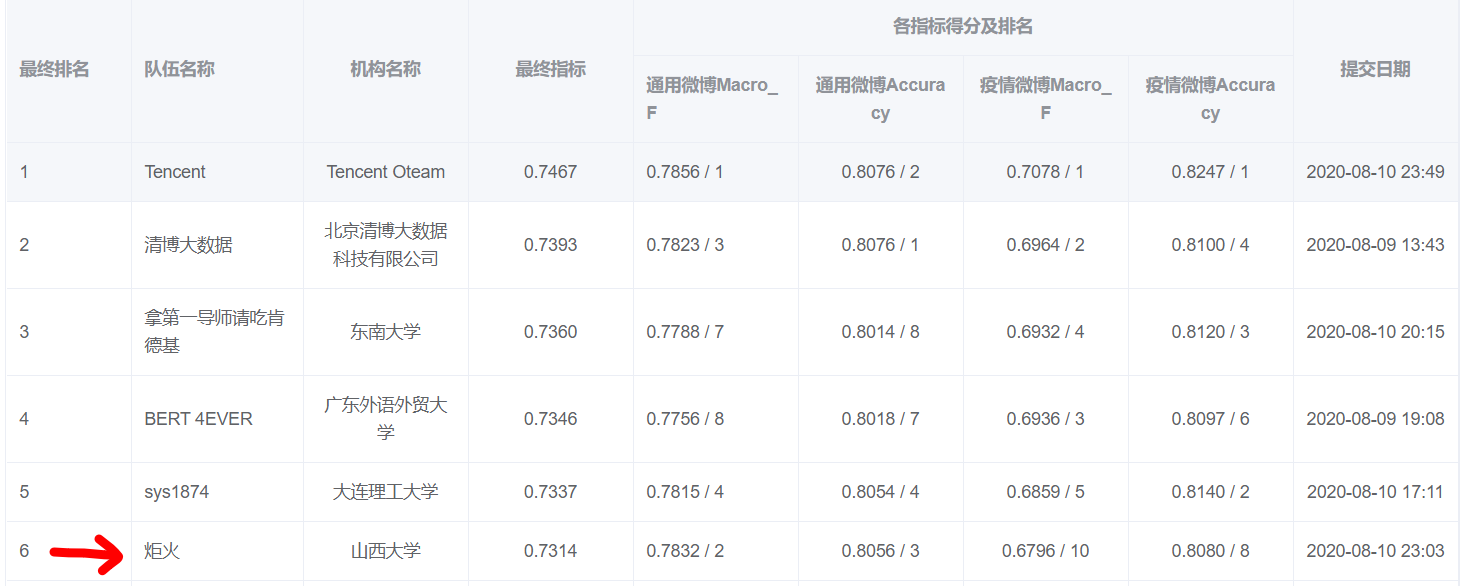 各指标得分及排名
最终排名 队伍名称 机构名称 最终指标 提交日期
通用微博Macro_ 通用微博Accura 疫情微博Macro_ 疫情微博Accura
F cy F cy
1 Tencent Tencent Oteam 0.7467 0.7856 / 1 0.8076 / 2 0.7078 / 1 0.8247 / 1 2020-08-10 23:49
北京清博大数据
2 清博大数据 0.7393 0.7823 / 3 0.8076 / 1 0.6964 / 2 0.8100 / 4 2020-08-09 13:43
科技有限公司
拿第一导师请吃肯
3 东南大学 0.7360 0.7788 / 7 0.8014 / 8 0.6932 / 4 0.8120 / 3 2020-08-10 20:15
德基
广东外语外贸大
4 BERT 4EVER 0.7346 0.7756 / 8 0.8018 / 7 0.6936 / 3 0.8097 / 6 2020-08-09 19:08
学
5 sys1874 大连理工大学 0.7337 0.7815 / 4 0.8054 / 4 0.6859 / 5 0.8140 / 2 2020-08-10 17:11
6 炬火 山西大学 0.7314 0.7832 / 2 0.8056 / 3 0.6796 / 10 0.8080 / 8 2020-08-10 23:03